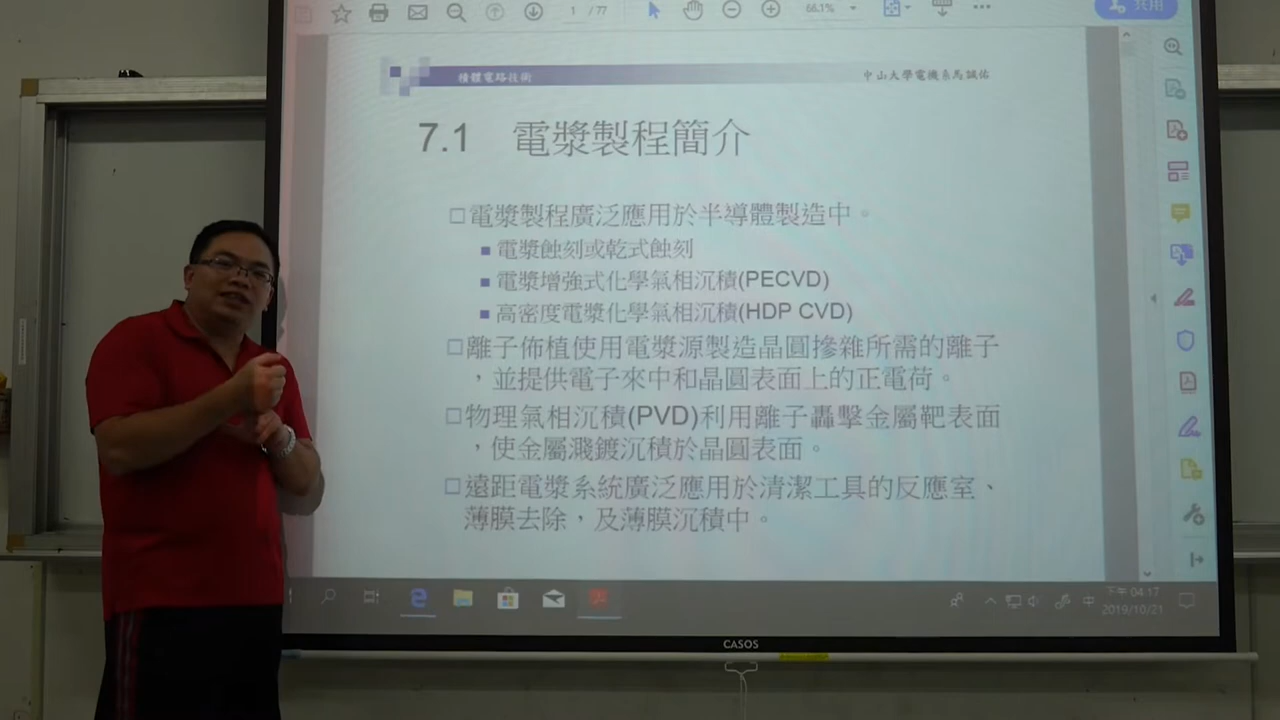 1 / 77
66.1%
共用
積體電路技術
中山大學電機系馬誠佑
7.1 電漿製程簡介
電漿製程廣泛應用於半導體製造中。
電漿蝕刻或乾式蝕刻
電漿增強式化學氣相沉積(PECVD)
高密度電漿化學氣相沉積(HDP CVD)
離子佈植使用電漿源製造晶圓摻雜所需的離子
，並提供電子來中和晶圓表面上的正電荷。
物理氣相沉積(PVD)利用離子轟擊金屬靶表面
，使金屬濺鍍沉積於晶圓表面。
遠距電漿系統廣泛應用於清潔工具的反應室、
薄膜去除，及薄膜沉積中。
中
下午 04:17
2019/10/21
CASOS